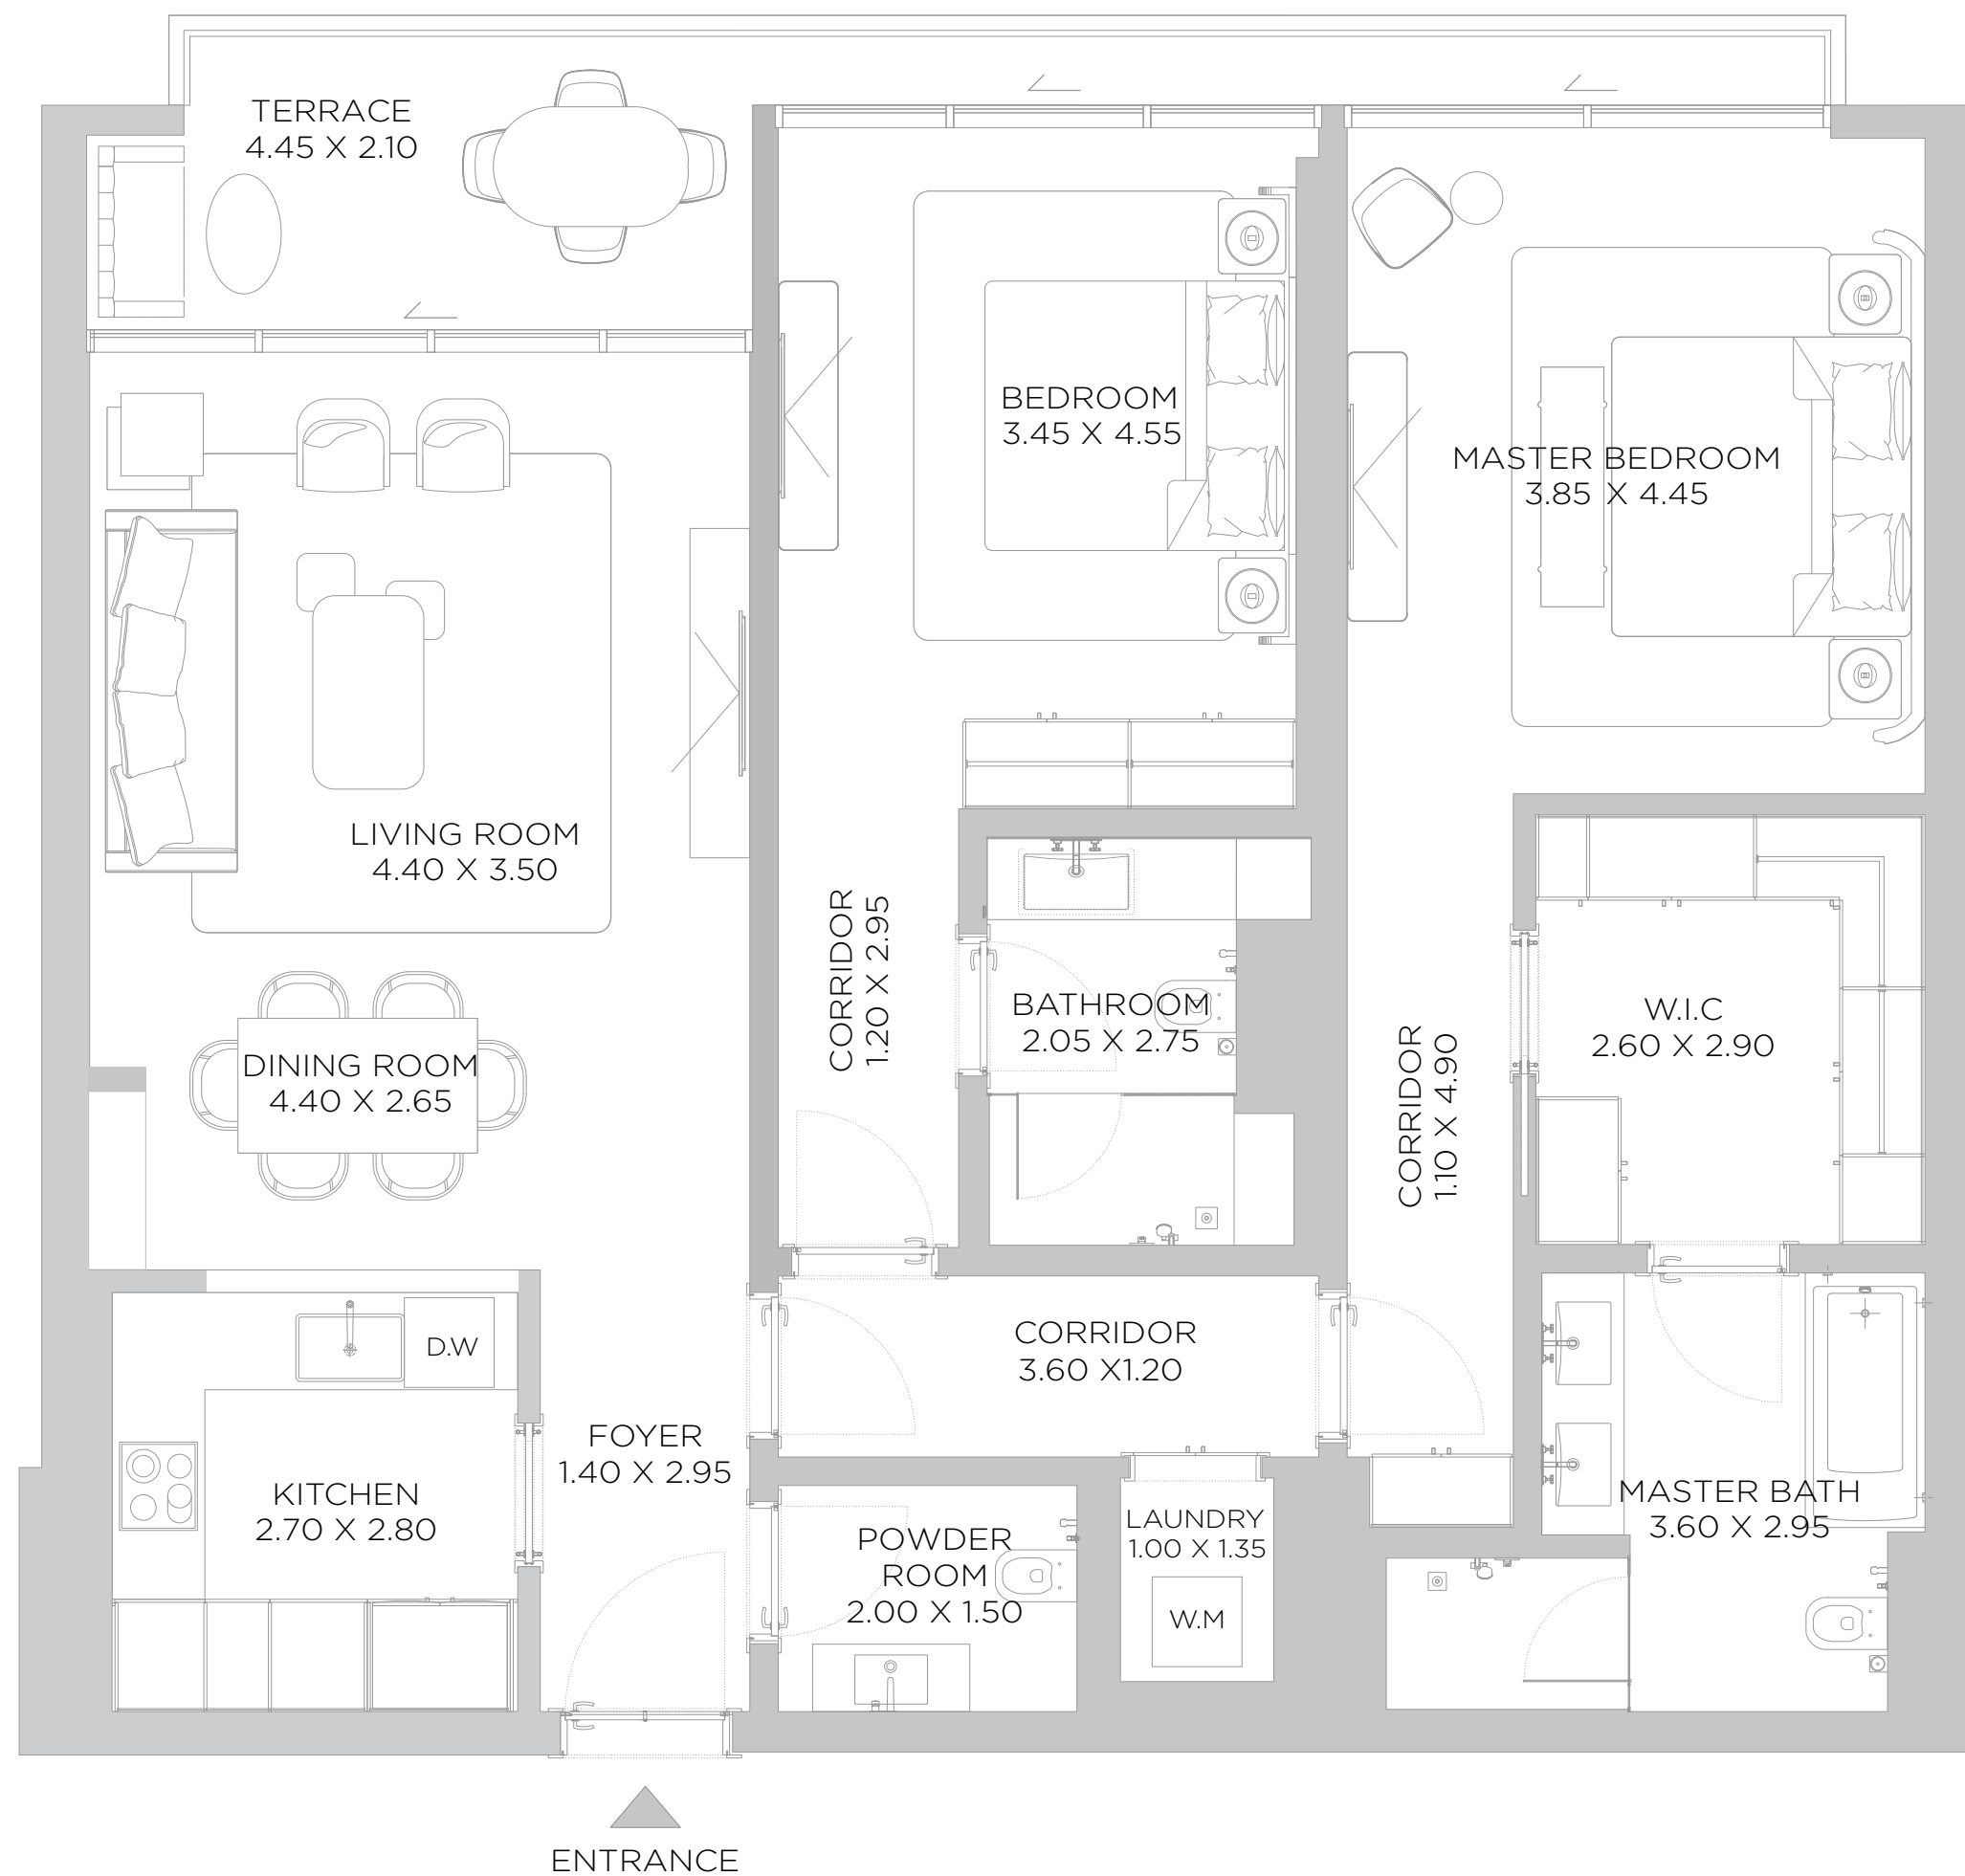 TERRACE
4.45 X 2.10
BEDROOM
3.45 X 4.55
MASTER BEDROOM
3.85 X 4.45
LIVING ROOM
4.40 X 3.50
CORRIDOR
1.20 X 2.95
BATHROOM
2.05 X 2.75
CORRIDOR
1.10 X 4.90
W.I.C
2.60 X 2.90
DINING ROOM
4.40 X 2.65
D.W
CORRIDOR
3.60 X1.20
FOYER
1.40 X 2.95
KITCHEN
2.70 X 2.80
POWDER
ROOM
2.00 X 1.50
LAUNDRY
1.00 X 1.35
W.M
MASTER BATH
3.60 X 2.95
ENTRANCE